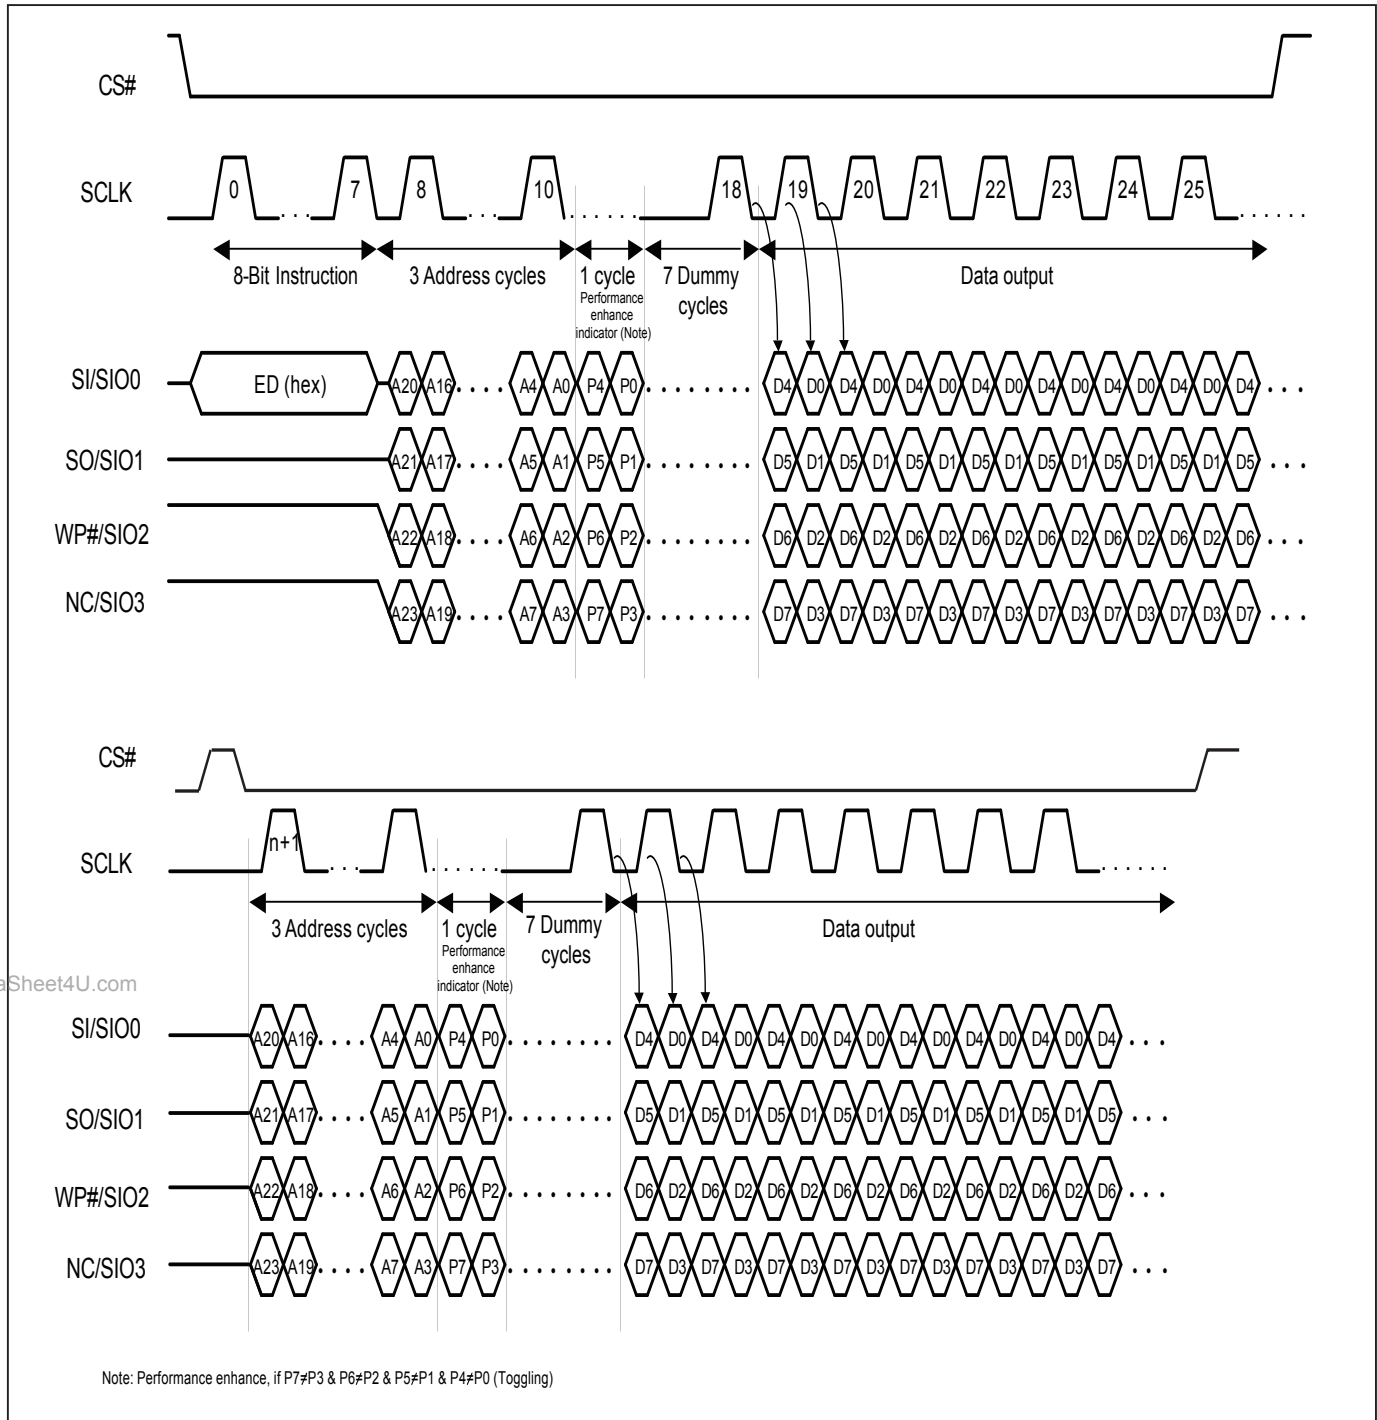 CS#
SCLK
0 7 8 10 18 19 20 21 22 23 24 25
. . . . . . . . . . . . . . . . . .
8-Bit Instruction 3 Address cycles 1 cycle 7 Dummy Data output
Performance cycles
enhance
indicator (Note)
SI/SIO0 ED (hex) A20 A16 . . . . A4 A0 P4 P0 . . . . . . . . D4 D0 D4 D0 D4 D0 D4 D0 D4 D0 D4 D0 D4 D0 D4 . . .
SO/SIO1 A21 A17 . . . . A5 A1 P5 P1 . . . . . . . . D5 D1 D5 D1 D5 D1 D5 D1 D5 D1 D5 D1 D5 D1 D5 . . .
WP#/SIO2 A22 A18 . . . . A6 A2 P6 P2 . . . . . . . . D6 D2 D6 D2 D6 D2 D6 D2 D6 D2 D6 D2 D6 D2 D6 . . .
NC/SIO3 A23 A19 . . . . A7 A3 P7 P3 . . . . . . . . D7 D3 D7 D3 D7 D3 D7 D3 D7 D3 D7 D3 D7 D3 D7 . . .
CS#
n+1
SCLK . . . . . . . . . . . . . . .
3 Address cycles 1 cycle 7 Dummy Data output
Performance cycles
enhance
indicator (Note)
aSheet4U.com
SI/SIO0 A20 A16 . . . . A4 A0 P4 P0 . . . . . . . . D4 D0 D4 D0 D4 D0 D4 D0 D4 D0 D4 D0 D4 D0 D4 . . .
SO/SIO1 A21 A17 . . . . A5 A1 P5 P1 . . . . . . . . D5 D1 D5 D1 D5 D1 D5 D1 D5 D1 D5 D1 D5 D1 D5 . . .
WP#/SIO2 A22 A18 . . . . A6 A2 P6 P2 . . . . . . . . D6 D2 D6 D2 D6 D2 D6 D2 D6 D2 D6 D2 D6 D2 D6 . . .
NC/SIO3 A23 A19 . . . . A7 A3 P7 P3 . . . . . . . . D7 D3 D7 D3 D7 D3 D7 D3 D7 D3 D7 D3 D7 D3 D7 . . .
Note: Performance enhance, if P7≠P3 & P6≠P2 & P5≠P1 & P4≠P0 (Toggling)